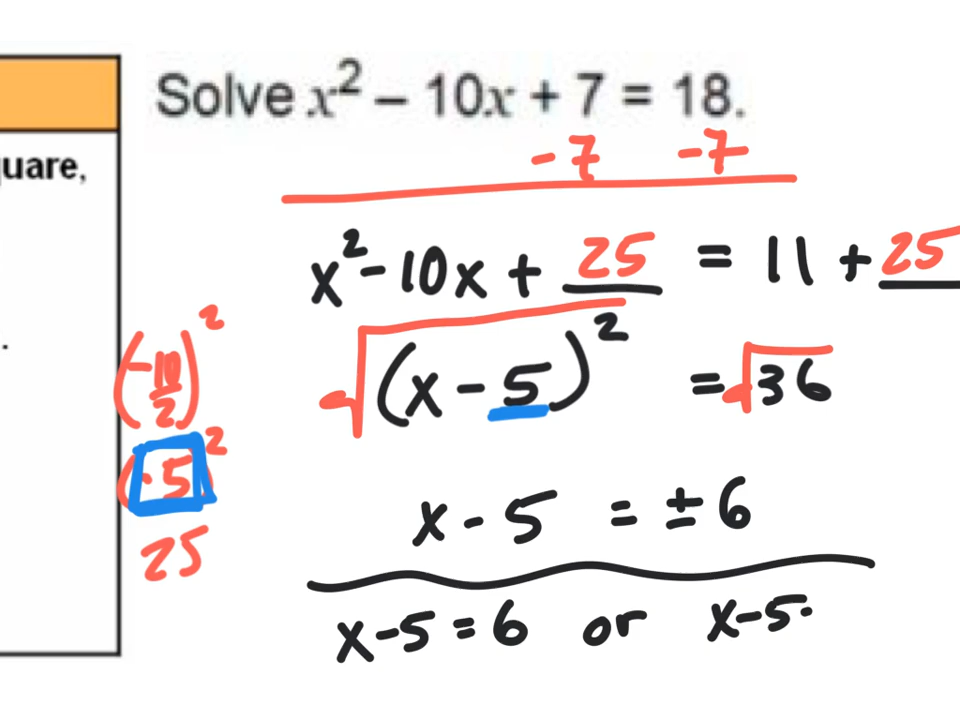 Solve x² – 10x + 7 = 18.
-7 -7
uare,
x² - 10x + 25 = 11 + 25
.
(-10/2)²
√(x - 5)² = √36
(-5)²
25
x - 5 = ± 6
x - 5 = 6 or x - 5